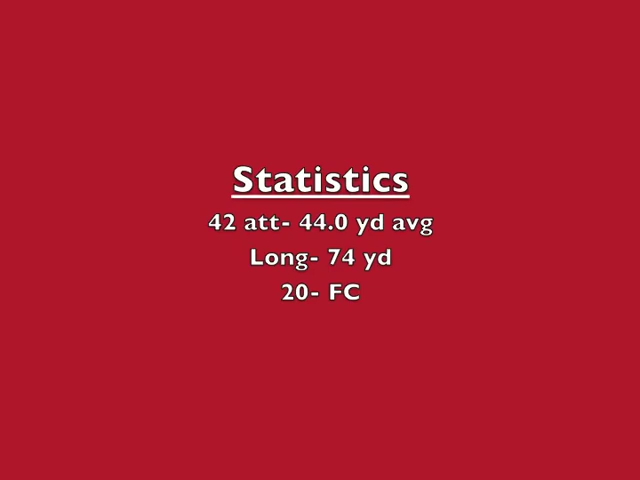 Statistics
42 att- 44.0 yd avg
Long- 74 yd
20- FC